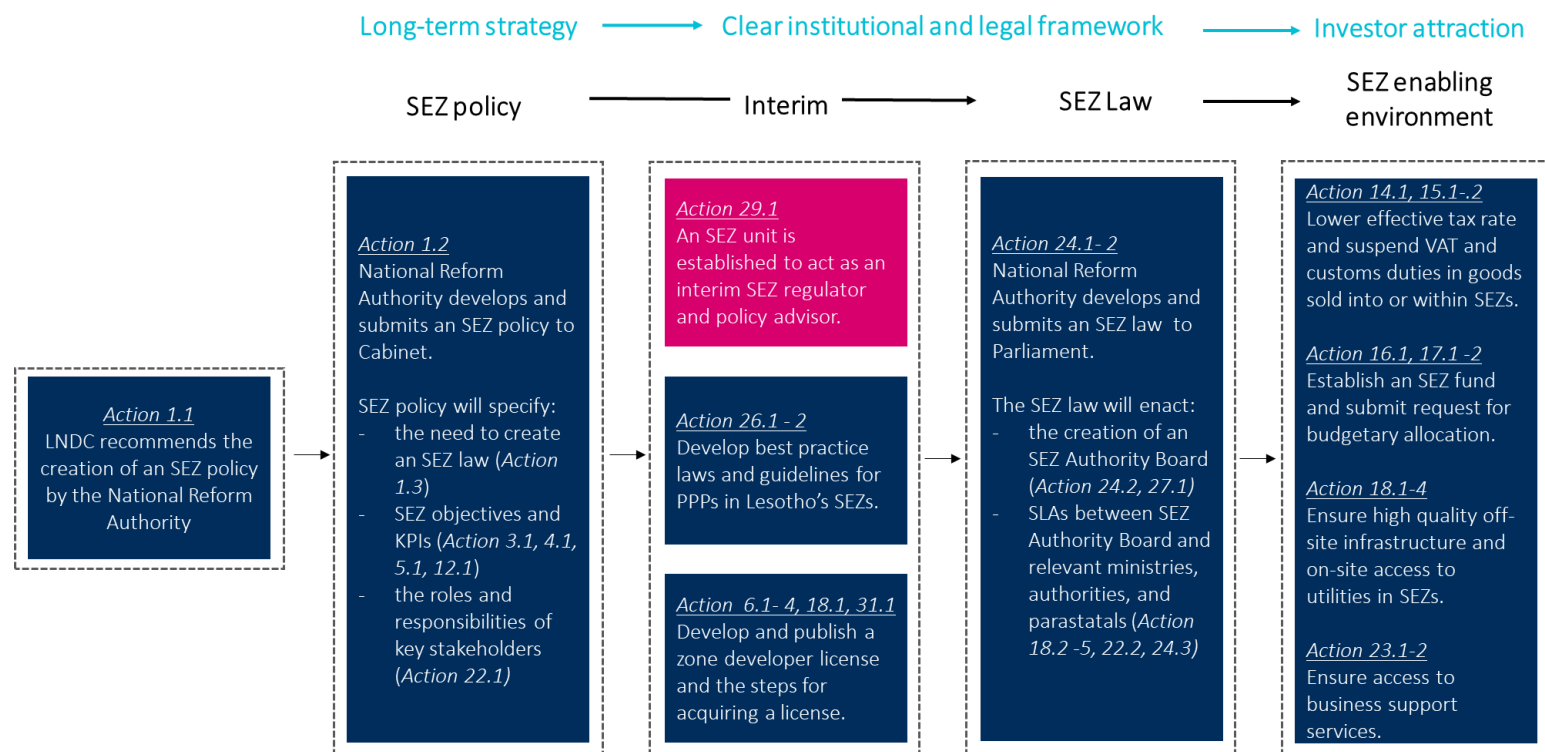 Long-term strategy
Clear institutional and legal framework
Investor attraction
SEZ policy
Interim
SEZ Law
SEZ enabling
environment
Action 1.1
LNDC recommends the
creation of an SEZ policy
by the National Reform
Authority
Action 1.2
National Reform
Authority develops and
submits an SEZ policy to
Cabinet.
SEZ policy will specify:
- the need to create
an SEZ law (Action
1.3)
- SEZ objectives and
KPIs (Action 3.1, 4.1,
5.1, 12.1)
- the roles and
responsibilities of
key stakeholders
(Action 22.1)
Action 29.1
An SEZ unit is
established to act as an
interim SEZ regulator
and policy advisor.
Action 26.1 - 2
Develop best practice
laws and guidelines for
PPPs in Lesotho’s SEZs.
Action  6.1- 4, 18.1, 31.1
Develop and publish a
zone developer license
and the steps for
acquiring a license.
Action 24.1- 2
National Reform
Authority develops and
submits an SEZ law  to
Parliament.
The SEZ law will enact:
- the creation of an
SEZ Authority Board
(Action 24.2, 27.1)
- SLAs between SEZ
Authority Board and
relevant ministries,
authorities, and
parastatals (Action
18.2 -5, 22.2, 24.3)
Action 14.1, 15.1-.2
Lower effective tax rate
and suspend VAT and
customs duties in goods
sold into or within SEZs.
Action 16.1, 17.1 -2
Establish an SEZ fund
and submit request for
budgetary allocation.
Action 18.1-4
Ensure high quality off-
site infrastructure and
on-site access to
utilities in SEZs.
Action 23.1-2
Ensure access to
business support
services.